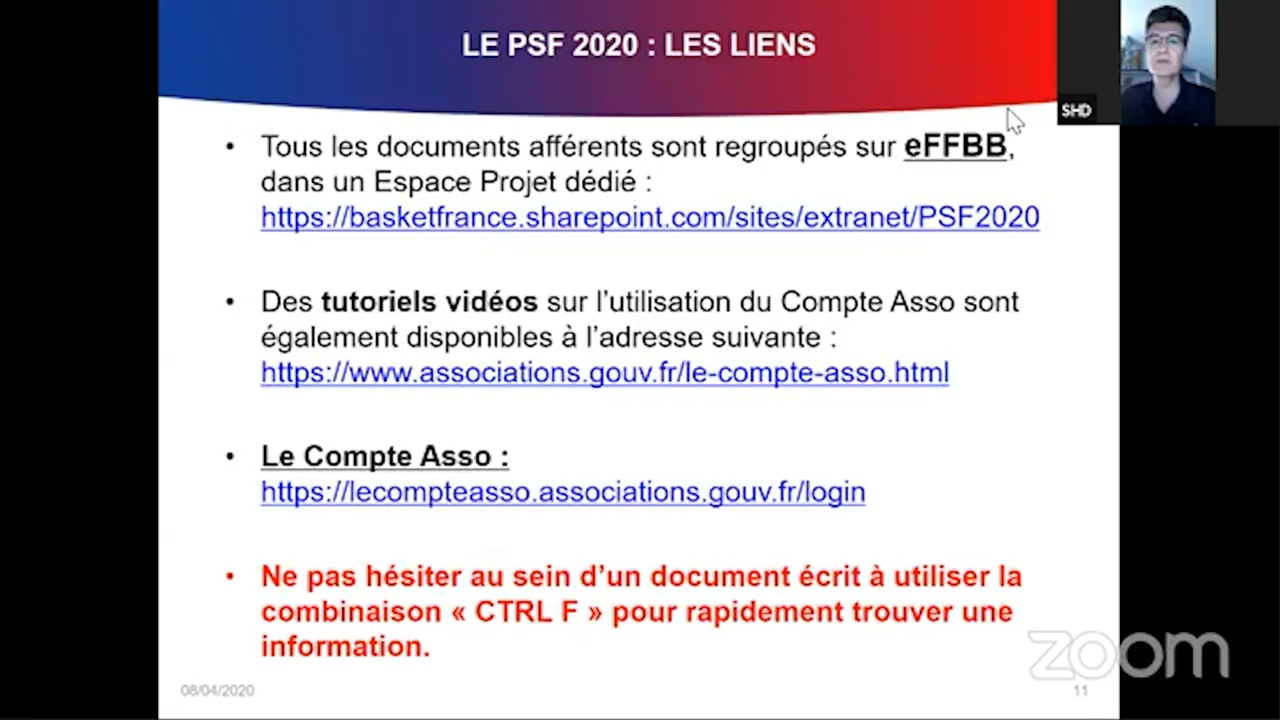 LE PSF 2020 : LES LIENS
SHD
• Tous les documents afférents sont regroupés sur eFFBB,
dans un Espace Projet dédié :
https://basketfrance.sharepoint.com/sites/extranet/PSF2020
• Des tutoriels vidéos sur l’utilisation du Compte Asso sont
également disponibles à l’adresse suivante :
https://www.associations.gouv.fr/le-compte-asso.html
• Le Compte Asso :
https://lecompteasso.associations.gouv.fr/login
• Ne pas hésiter au sein d’un document écrit à utiliser la
combinaison « CTRL F » pour rapidement trouver une
information.
zoom
08/04/2020
11